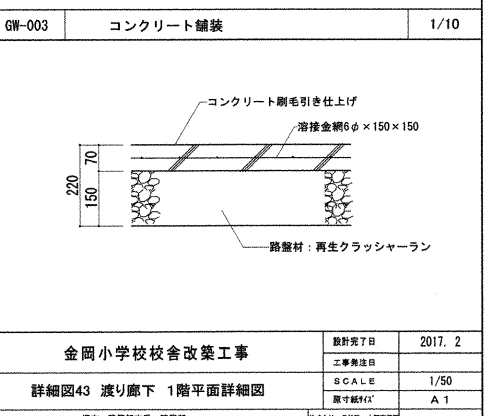 GW-003 コンクリート舗装 1/10
コンクリート刷毛引き仕上げ
溶接金網6φ×150×150
70
220
150
路盤材：再生クラッシャーラン
金岡小学校校舎改築工事
設計完了日 2017. 2
工事発注日
詳細図43 渡り廊下 1階平面詳細図
SCALE 1/50
原寸紙ｻｲｽﾞ A1